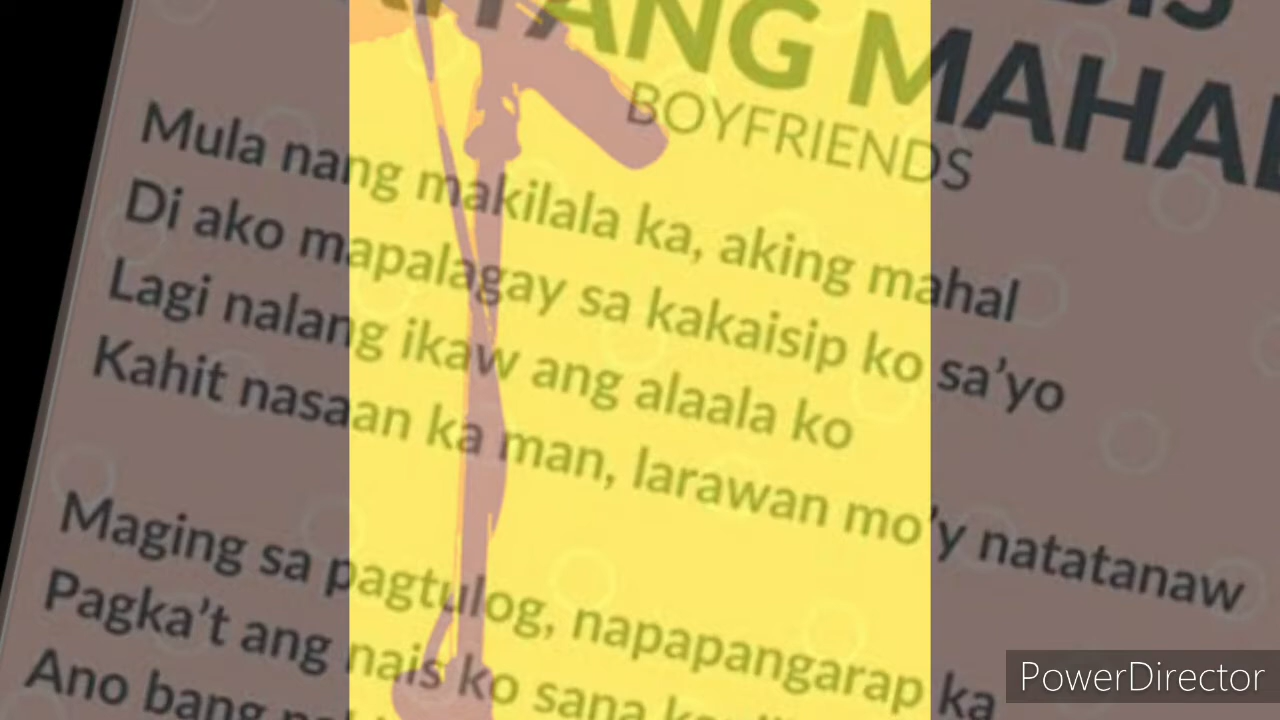 ANG MAHAL
BOYFRIENDS
Mula nang makilala ka, aking mahal
Di ako mapalagay sa kakaisip ko sa'yo
Lagi nalang ikaw ang alaala ko
Kahit nasaan ka man, larawan mo'y natatanaw
Maging sa pagtulog, napapangarap ka
Pagka't ang nais ko sana
Ano bang
PowerDirector